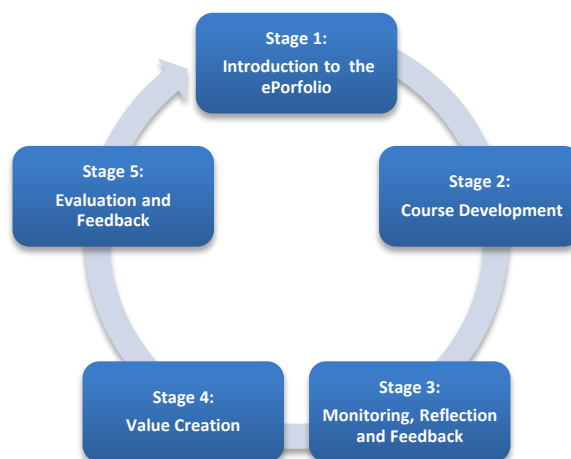 Stage 1:
Introduction to the
ePorfolio
Stage 2:
Course Development
Stage 3:
Monitoring, Reflection
and Feedback
Stage 4:
Value Creation
Stage 5:
Evaluation and
Feedback